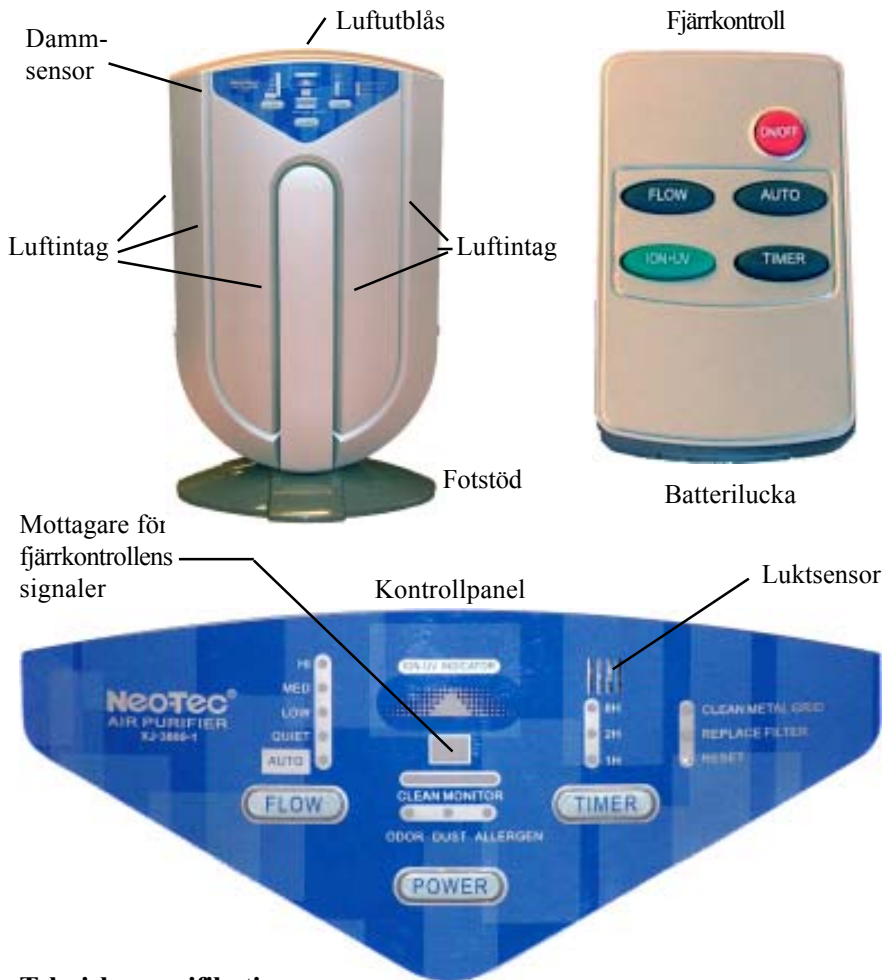 Luftutblås
Damm-
sensor
Fjärrkontroll
ON/OFF
FLOW
AUTO
ION+UV
TIMER
Luftintag
Luftintag
Fotstöd
Batterilucka
Mottagare för
fjärrkontrollens
signaler
Kontrollpanel
Luktsensor
NeoTec®
AIR PURIFIER
XJ-3800-1
HI
MED
LOW
QUIET
AUTO
FLOW
ION-UV INDICATOR
CLEAN MONITOR
ODOR DUST ALLERGEN
POWER
8H
2H
1H
TIMER
CLEAN METAL GRID
REPLACE FILTER
RESET